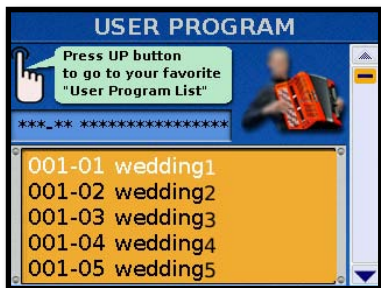 USER PROGRAM
Press UP button
to go to your favorite
"User Program List"
***-** ****************
001-01 wedding1
001-02 wedding2
001-03 wedding3
001-04 wedding4
001-05 wedding5